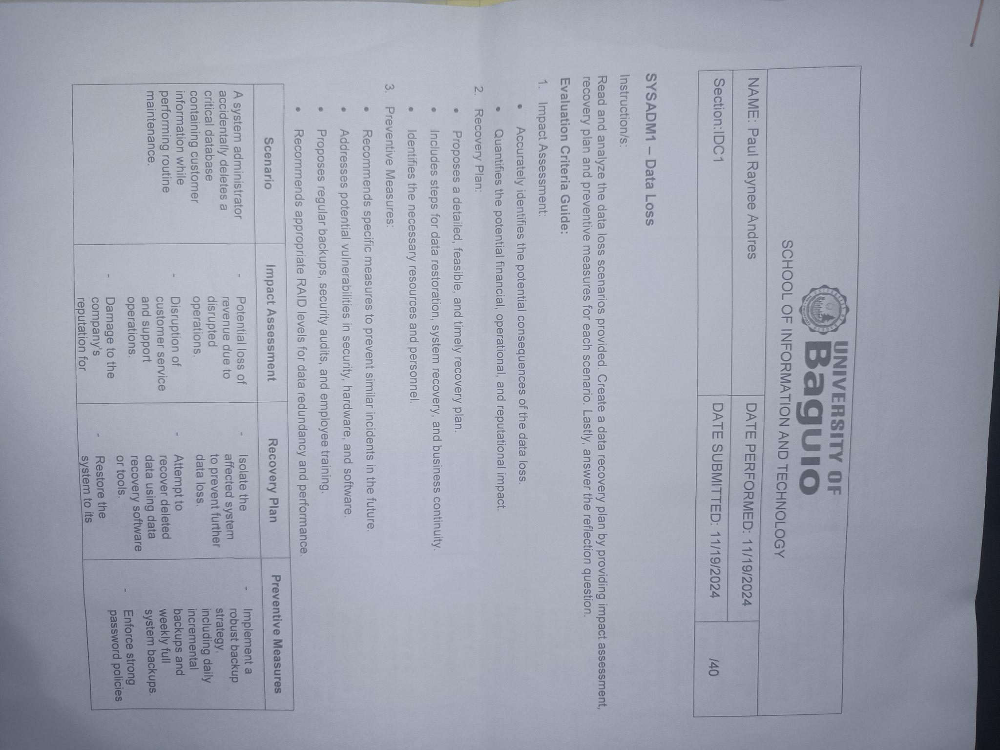 UNIVERSITY OF
Baguio
SCHOOL OF INFORMATION AND TECHNOLOGY
NAME: Paul Raynee Andres
DATE PERFORMED: 11/19/2024
Section:IDC1
DATE SUBMITTED: 11/19/2024
/40
SYSADM1 – Data Loss
Instruction/s:
Read and analyze the data loss scenarios provided. Create a data recovery plan by providing impact assessment,
recovery plan and preventive measures for each scenario. Lastly, answer the reflection question.
Evaluation Criteria Guide:
1. Impact Assessment:
• Accurately identifies the potential consequences of the data loss.
• Quantifies the potential financial, operational, and reputational impact.
2. Recovery Plan:
• Proposes a detailed, feasible, and timely recovery plan.
• Includes steps for data restoration, system recovery, and business continuity.
• Identifies the necessary resources and personnel.
3. Preventive Measures:
• Recommends specific measures to prevent similar incidents in the future.
• Addresses potential vulnerabilities in security, hardware, and software.
• Proposes regular backups, security audits, and employee training.
• Recommends appropriate RAID levels for data redundancy and performance.
Scenario
A system administrator
accidentally deletes a
critical database
containing customer
information while
performing routine
maintenance.
Impact Assessment
- Potential loss of
revenue due to
disrupted
operations.
- Disruption of
customer service
and support
operations.
- Damage to the
company's
reputation for
Recovery Plan
- Isolate the
affected system
to prevent further
data loss.
- Attempt to
recover deleted
data using data
recovery software
or tools.
- Restore the
system to its
Preventive Measures
- Implement a
robust backup
strategy,
including daily
incremental
backups and
weekly full
system backups.
- Enforce strong
password policies